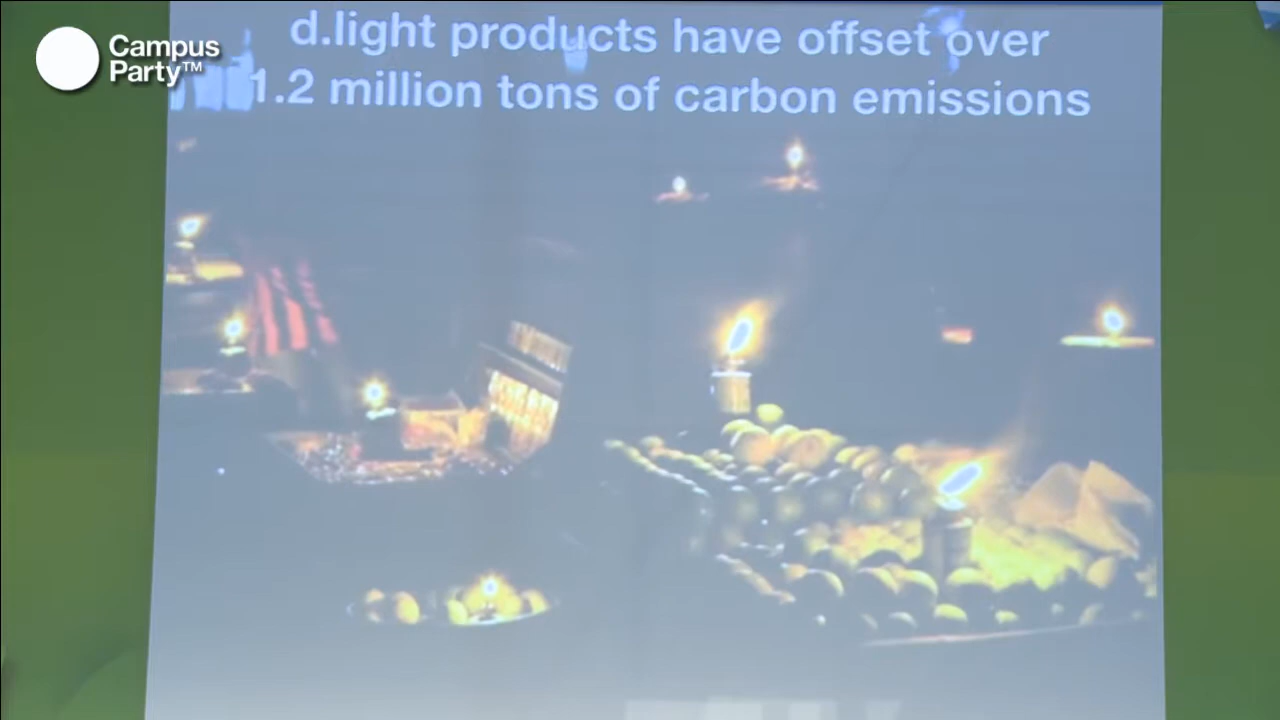 Campus
Party™
d.light products have offset over
1.2 million tons of carbon emissions